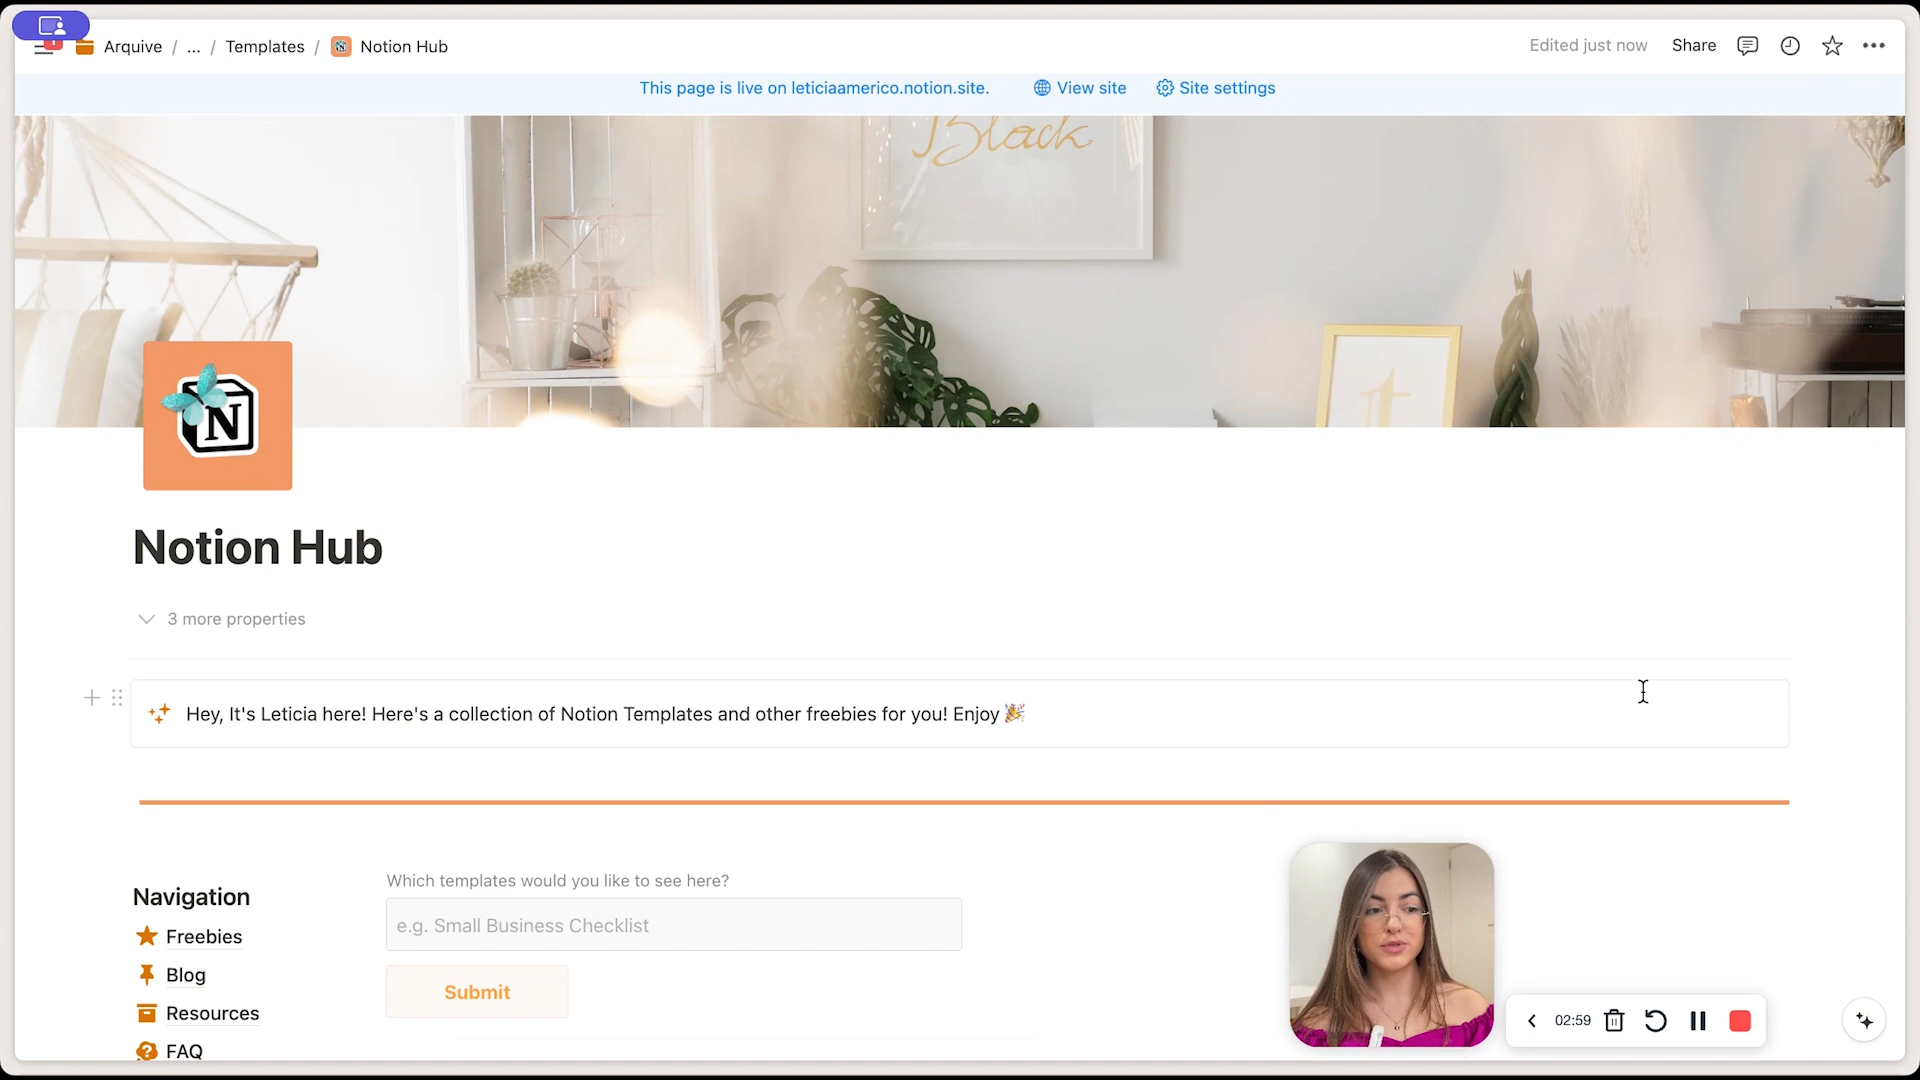 Arquive / ... / Templates / Notion Hub
Edited just now Share
This page is live on leticiaamerico.notion.site. View site Site settings
Black
N
t
Notion Hub
3 more properties
Hey, It's Leticia here! Here's a collection of Notion Templates and other freebies for you! Enjoy 🎉
Navigation
Freebies
Blog
Resources
FAQ
Which templates would you like to see here?
e.g. Small Business Checklist
Submit
02:59